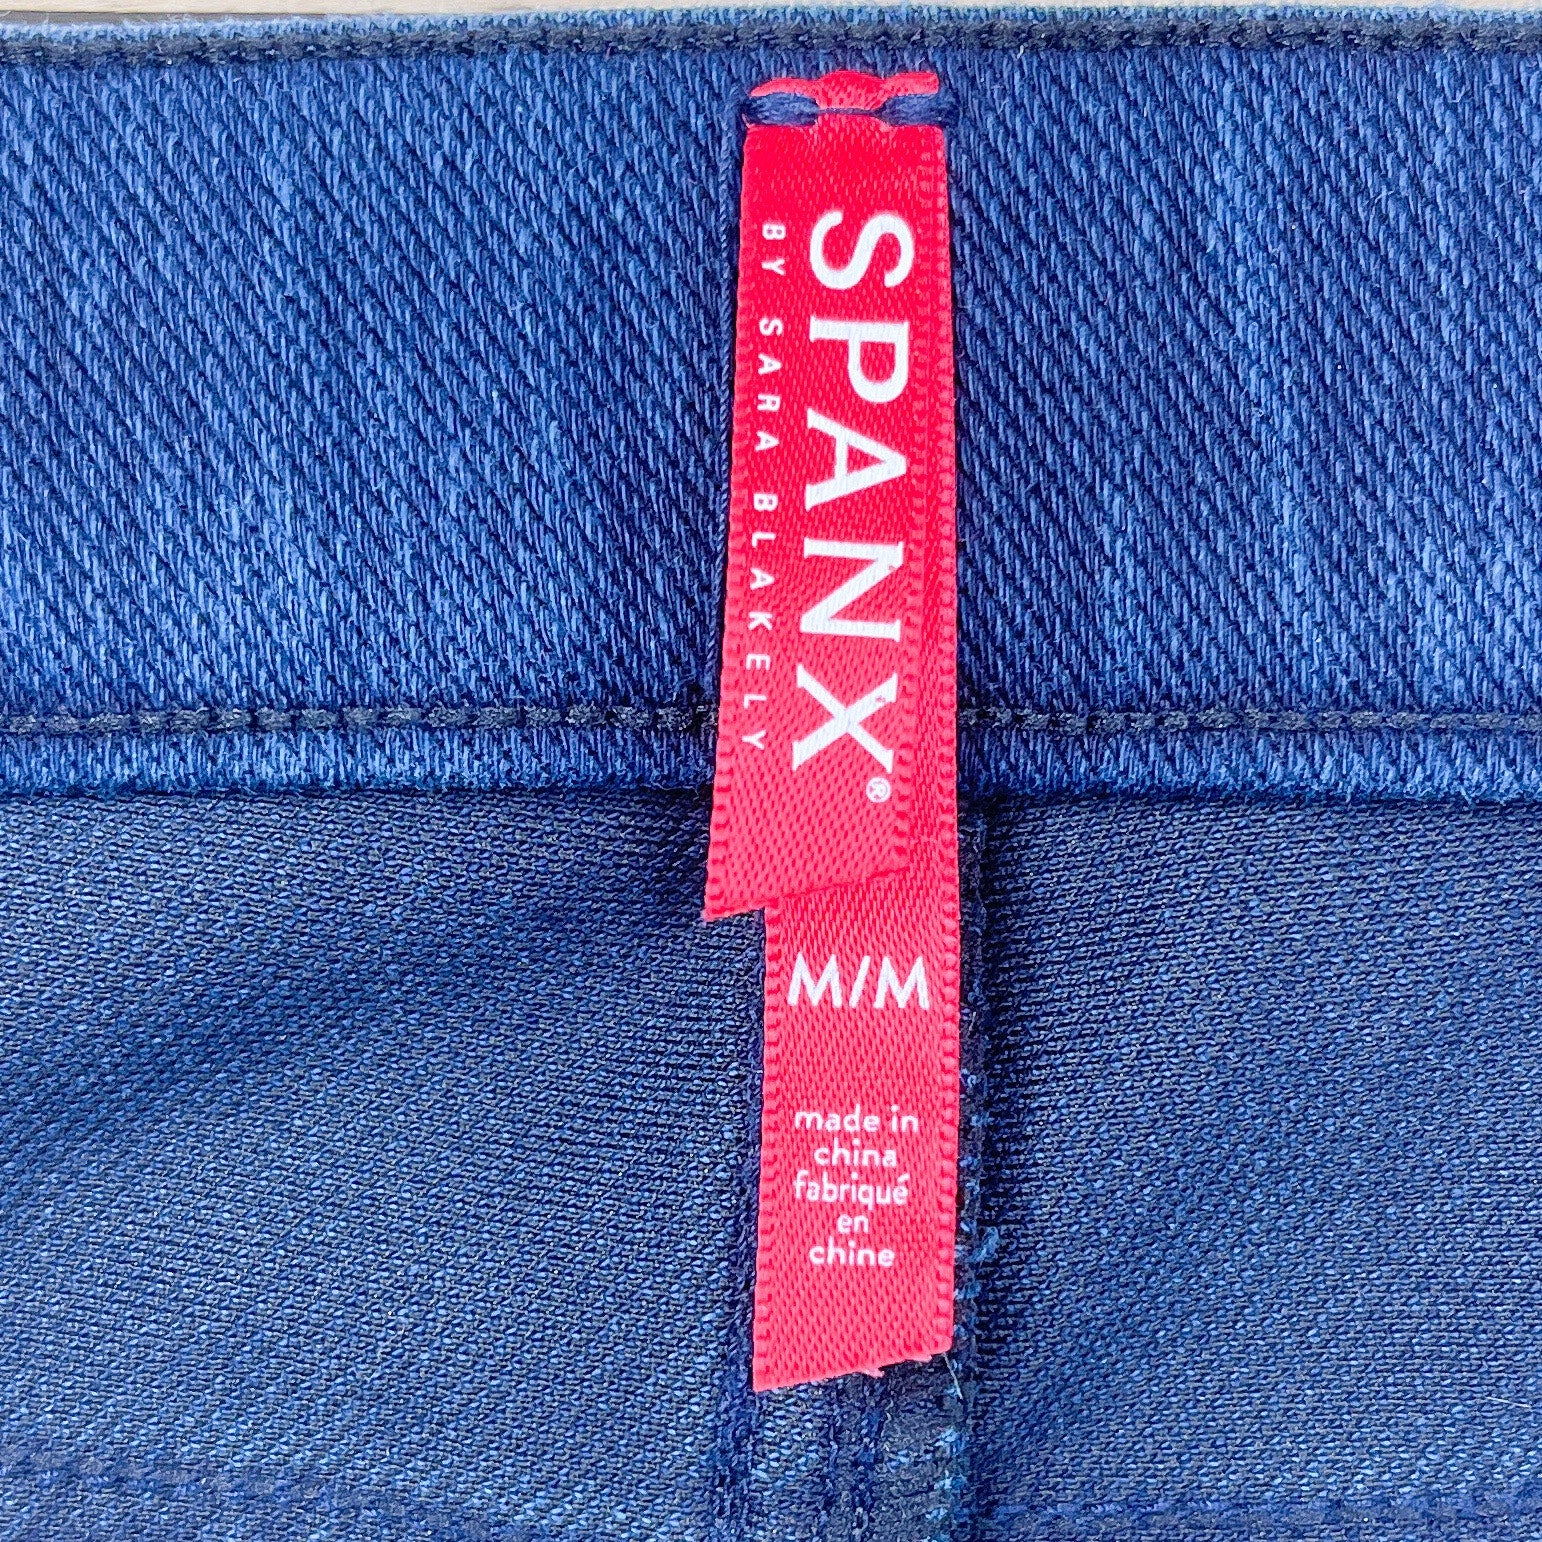 SPANX®
BY SARA BLAKELY
M/M
made in
china
fabriqué
en
chine